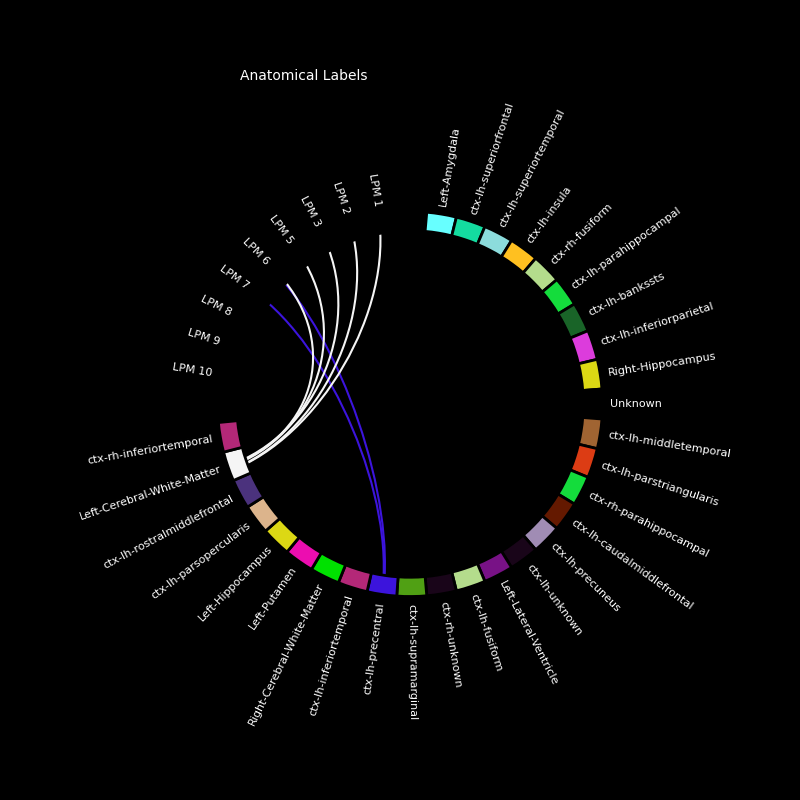 Anatomical Labels
LPM 1
LPM 2
LPM 3
LPM 5
LPM 6
LPM 7
LPM 8
LPM 9
LPM 10
ctx-rh-inferiortemporal
Left-Cerebral-White-Matter
ctx-lh-rostralmiddlefrontal
ctx-lh-parsopercularis
Left-Hippocampus
Left-Putamen
Right-Cerebral-White-Matter
ctx-lh-inferiortemporal
ctx-lh-precentral
ctx-lh-supramarginal
ctx-rh-unknown
ctx-lh-fusiform
Left-Lateral-Ventricle
ctx-lh-unknown
ctx-lh-precuneus
ctx-lh-caudalmiddlefrontal
ctx-rh-parahippocampal
ctx-lh-parstriangularis
ctx-lh-middletemporal
Unknown
Right-Hippocampus
ctx-lh-inferiorparietal
ctx-lh-bankssts
ctx-lh-parahippocampal
ctx-rh-fusiform
ctx-lh-insula
ctx-lh-superiortemporal
ctx-lh-superiorfrontal
Left-Amygdala